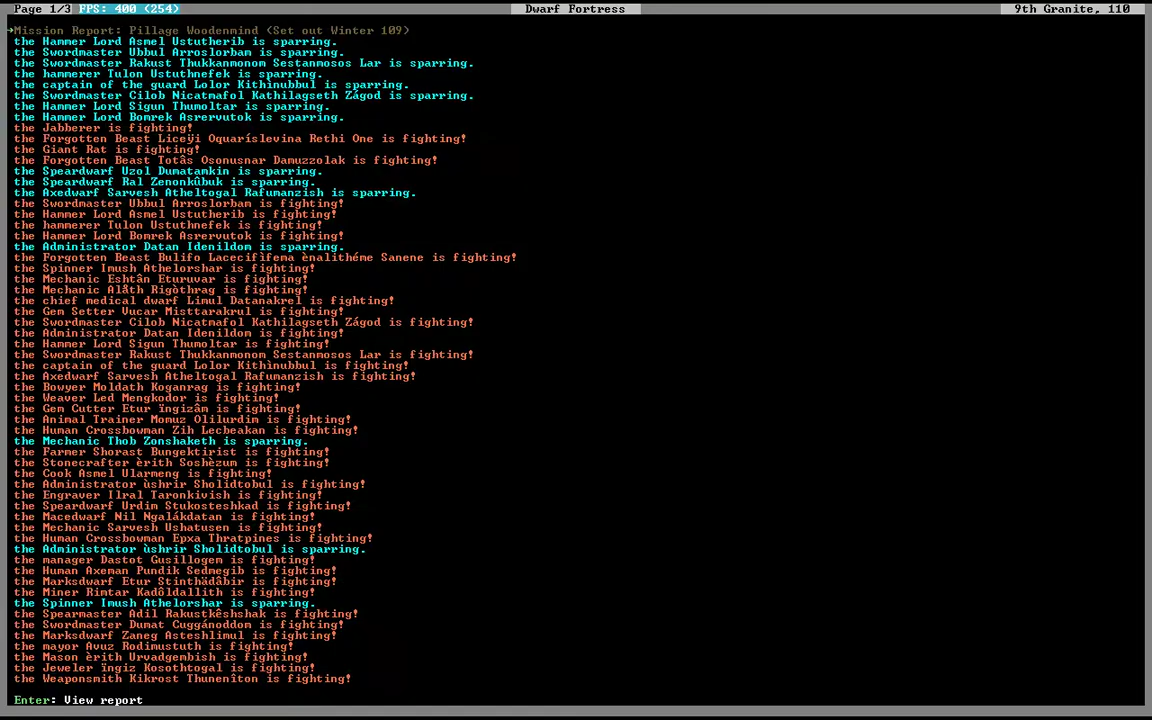 Page 1/3 FPS: 400 (254) Dwarf Fortress 9th Granite, 110
Mission Report: Pillage Woodenmind (Set out Winter 109)
the Hammer Lord Asmel Ustutherib is sparring.
the Swordmaster Ubbul Arroslorbam is sparring.
the Swordmaster Rakust Thukkanmonom Sestanmosos Lar is sparring.
the hammerer Tulon Ustuthnefek is sparring.
the captain of the guard Lolor Kithinubbul is sparring.
the Swordmaster Cilob Nicatmafol Kathilagseth Zágod is sparring.
the Hammer Lord Sigun Thumoltar is sparring.
the Hammer Lord Bomrek Asrervutok is sparring.
the Jabberer is fighting!
the Forgotten Beast Liceÿi Oquaríslevina Rethi One is fighting!
the Giant Rat is fighting!
the Forgotten Beast Totâs Osonusnar Damuzzolak is fighting!
the Speardwarf Uzol Dumatamkin is sparring.
the Speardwarf Ral Zenonkûbuk is sparring.
the Axedwarf Sarvesh Atheltogal Rafumanzish is sparring.
the Swordmaster Ubbul Arroslorbam is fighting!
the Hammer Lord Asmel Ustutherib is fighting!
the hammerer Tulon Ustuthnefek is fighting!
the Hammer Lord Bomrek Asrervutok is fighting!
the Administrator Datan Idenildom is sparring.
the Forgotten Beast Bulifo Lacecifìfema ènalithéme Sanene is fighting!
the Spinner Imush Athelorshar is fighting!
the Mechanic Eshtân Eturuvar is fighting!
the Mechanic Alåth Rigòthrag is fighting!
the chief medical dwarf Limul Datanakrel is fighting!
the Gem Setter Vucar Misttarakrul is fighting!
the Swordmaster Cilob Nicatmafol Kathilagseth Zágod is fighting!
the Administrator Datan Idenildom is fighting!
the Hammer Lord Sigun Thumoltar is fighting!
the Swordmaster Rakust Thukkanmonom Sestanmosos Lar is fighting!
the captain of the guard Lolor Kithinubbul is fighting!
the Axedwarf Sarvesh Atheltogal Rafumanzish is fighting!
the Bowyer Moldath Koganrag is fighting!
the Weaver Led Mengkodor is fighting!
the Gem Cutter Etur ïngizâm is fighting!
the Animal Trainer Momuz Olilurdim is fighting!
the Human Crossbowman Zih Lecbeakan is fighting!
the Mechanic Thob Zonshaketh is sparring.
the Farmer Shorast Bungektirist is fighting!
the Stonecrafter èrith Soshèzum is fighting!
the Cook Asmel Ularmeng is fighting!
the Administrator ùshrir Sholidtobul is fighting!
the Engraver Ilral Taronkivish is fighting!
the Speardwarf Urdim Stukosteshkad is fighting!
the Macedwarf Nil Ngalákdatan is fighting!
the Mechanic Sarvesh Ushatusen is fighting!
the Human Crossbowman Epxa Thratpines is fighting!
the Administrator ùshrir Sholidtobul is sparring.
the manager Dastot Gusillogem is fighting!
the Human Axeman Pundik Sedmegib is fighting!
the Marksdwarf Etur Stinthädâbir is fighting!
the Miner Rimtar Kadôldallith is fighting!
the Spinner Imush Athelorshar is sparring.
the Spearmaster Adil Rakustkêshshak is fighting!
the Swordmaster Dumat Cuggánoddom is fighting!
the Marksdwarf Zaneg Asteshlimul is fighting!
the mayor Avuz Rodimustuth is fighting!
the Mason èrith Urvadgembish is fighting!
the Jeweler ïngiz Kosothtogal is fighting!
the Weaponsmith Kikrost Thunenîton is fighting!
Enter: View report